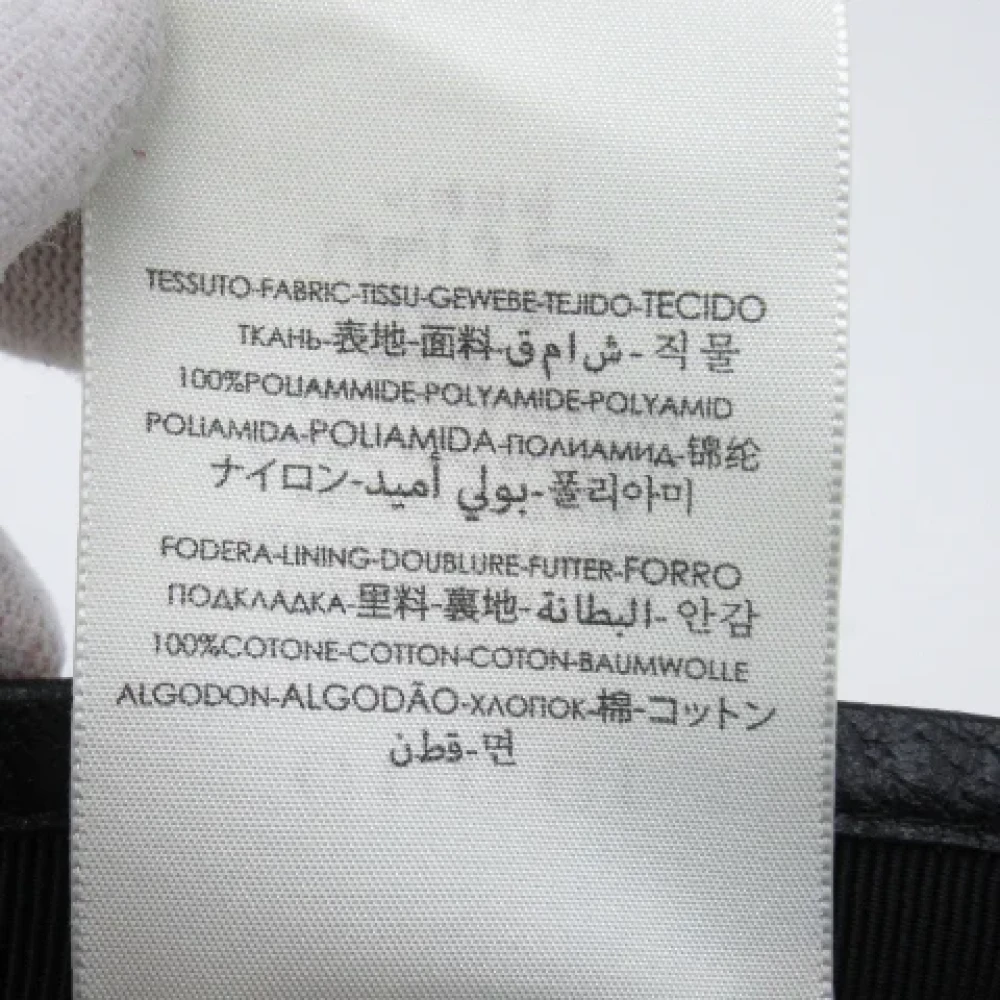 TESSUTO-FABRIC-TISSU-GEWEBE-TEJIDO-TECIDO
ТКАНЬ-表地-面料-ش ا م ق-직물
100%POLIAMMIDE-POLYAMIDE-POLYAMID
POLIAMIDA-POLIAMIDA-ПОЛИАМИД-锦纶
ナイロン-بولي أميد-폴리아미
FODERA-LINING-DOUBLURE-FUTTER-FORRO
ПОДКЛАДКА-里料-裏地-البطانة-안감
100%COTONE-COTTON-COTON-BAUMWOLLE
ALGODON-ALGODÃO-ХЛОПОК-棉-コットン
قطن-면